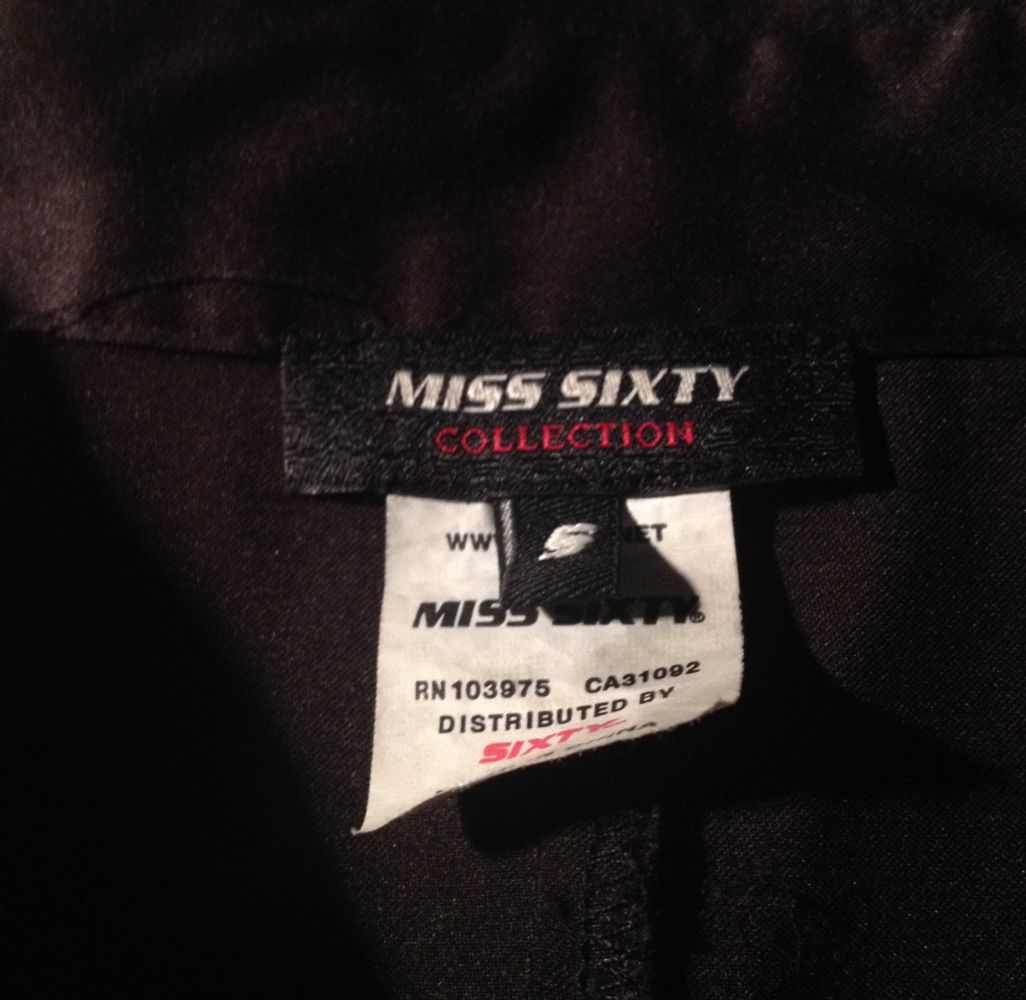 MISS SIXTY
COLLECTION
S
MISS SIXTY®
RN103975 CA31092
DISTRIBUTED BY
SIXTY